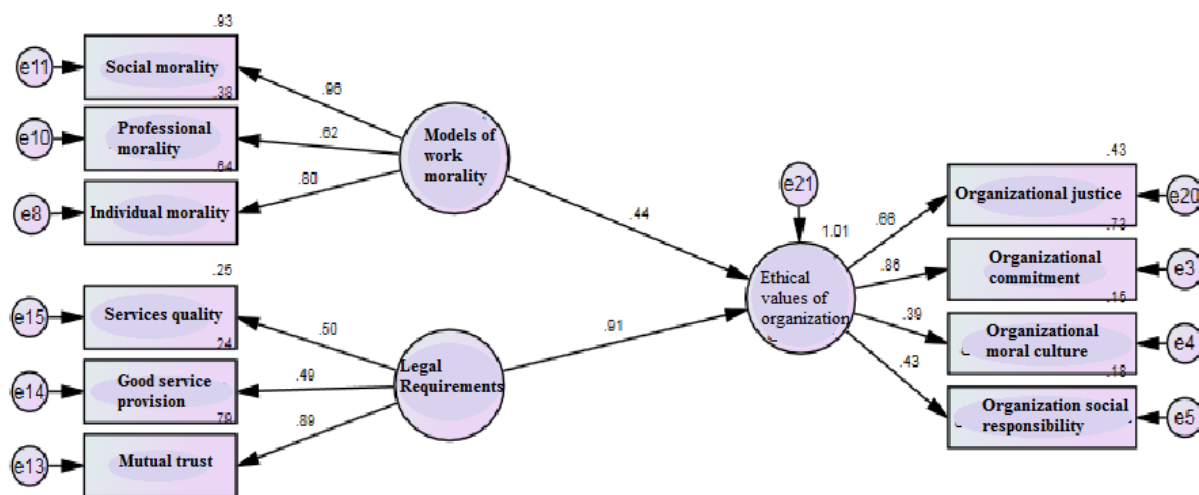 .93
e11
Social morality
.96
.38
e10
Professional
morality
.62
.64
e8
Individual morality
.80
Models of
work
morality
.44
.25
e15
Services quality
.50
.24
e14
Good service
provision
.49
.79
e13
Mutual trust
.89
Legal
Requirements
.91
e21
1.01
Ethical
values of
organization
.43
.66
Organizational justice
e20
.73
.86
Organizational
commitment
e3
.15
.39
Organizational
moral culture
e4
.18
.43
Organization social
responsibility
e5